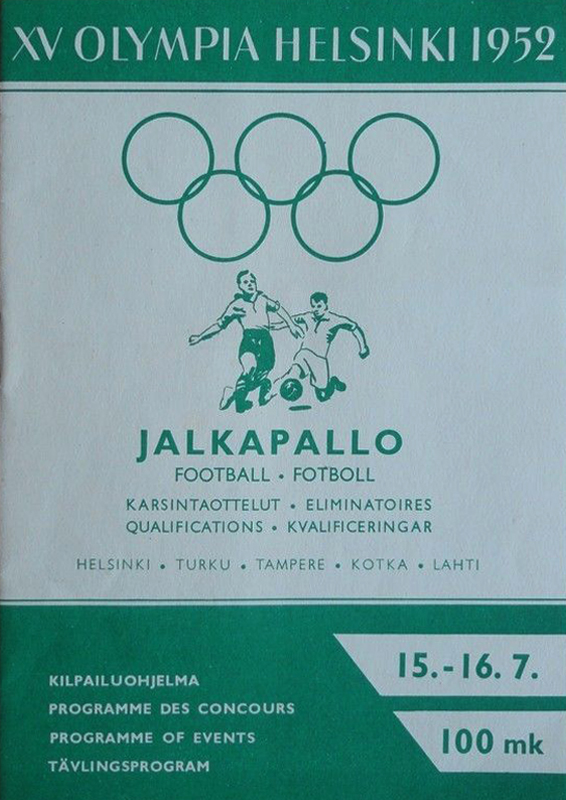 XV OLYMPIA HELSINKI 1952
JALKAPALLO
FOOTBALL • FOTBOLL
KARSINTAOTTELUT • ELIMINATOIRES
QUALIFICATIONS • KVALIFICERINGAR
HELSINKI • TURKU • TAMPERE • KOTKA • LAHTI
15.-16. 7.
KILPAILUOHJELMA
PROGRAMME DES CONCOURS
PROGRAMME OF EVENTS
TÄVLINGSPROGRAM
100 mk